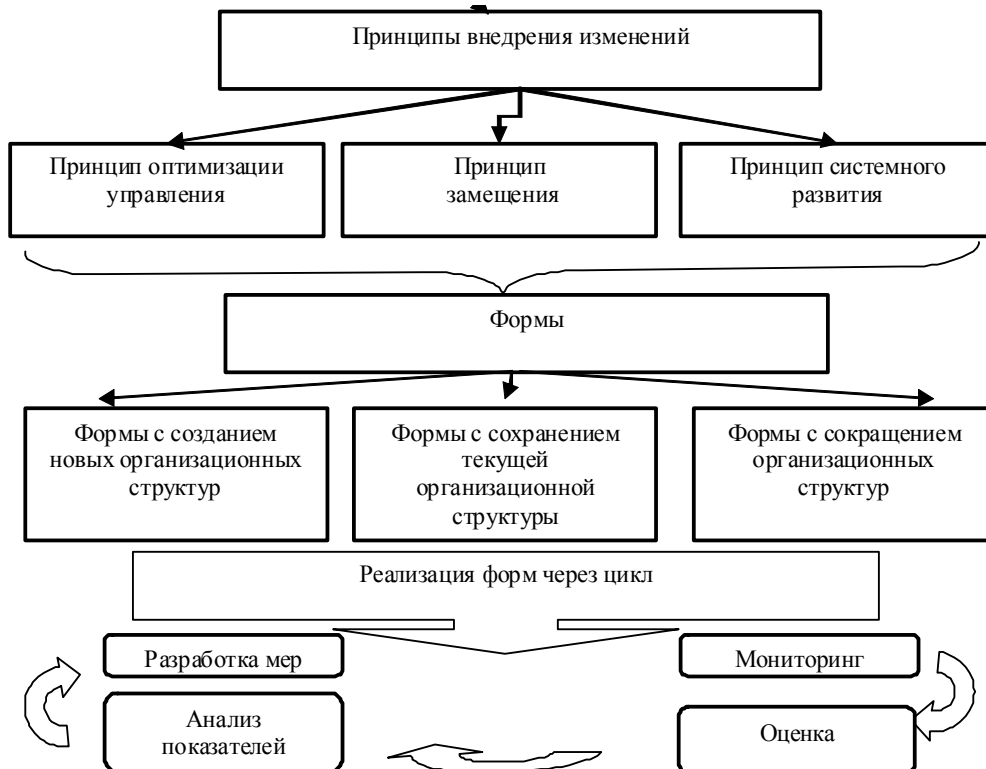 Принципы внедрения изменений
Принцип оптимизации
управления
Принцип
замещения
Принцип системного
развития
Формы
Формы с созданием
новых организационных
структур
Формы с сохранением
текущей
организационной
структуры
Формы с сокращением
организационных
структур
Реализация форм через цикл
Разработка мер
Мониторинг
Анализ
показателей
Оценка